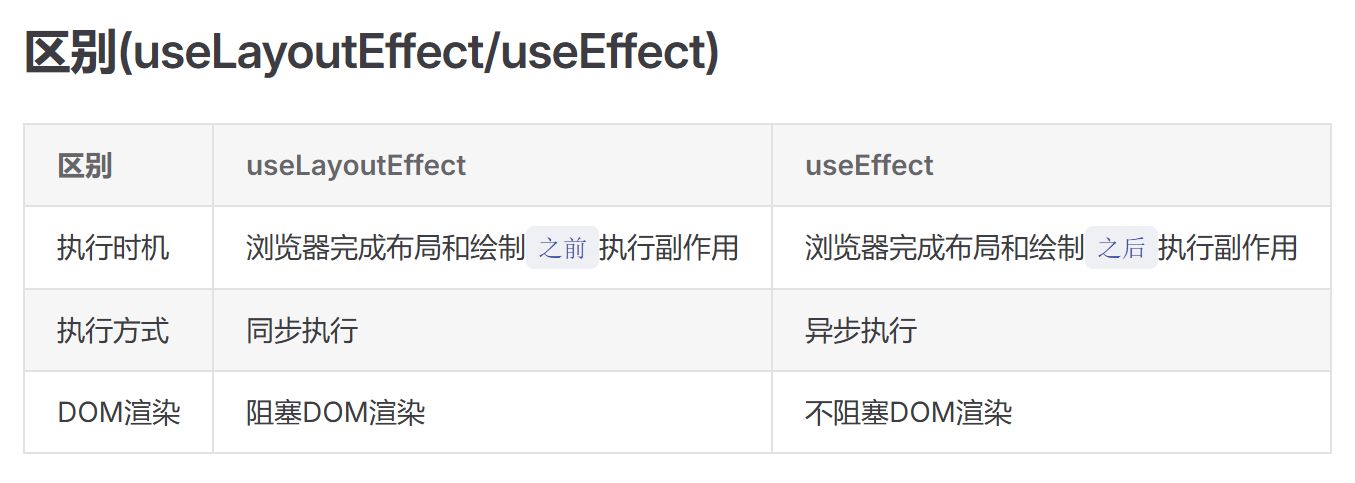 区别(useLayoutEffect/useEffect)
区别 useLayoutEffect useEffect
执行时机 浏览器完成布局和绘制之前执行副作用 浏览器完成布局和绘制之后执行副作用
执行方式 同步执行 异步执行
DOM渲染 阻塞DOM渲染 不阻塞DOM渲染